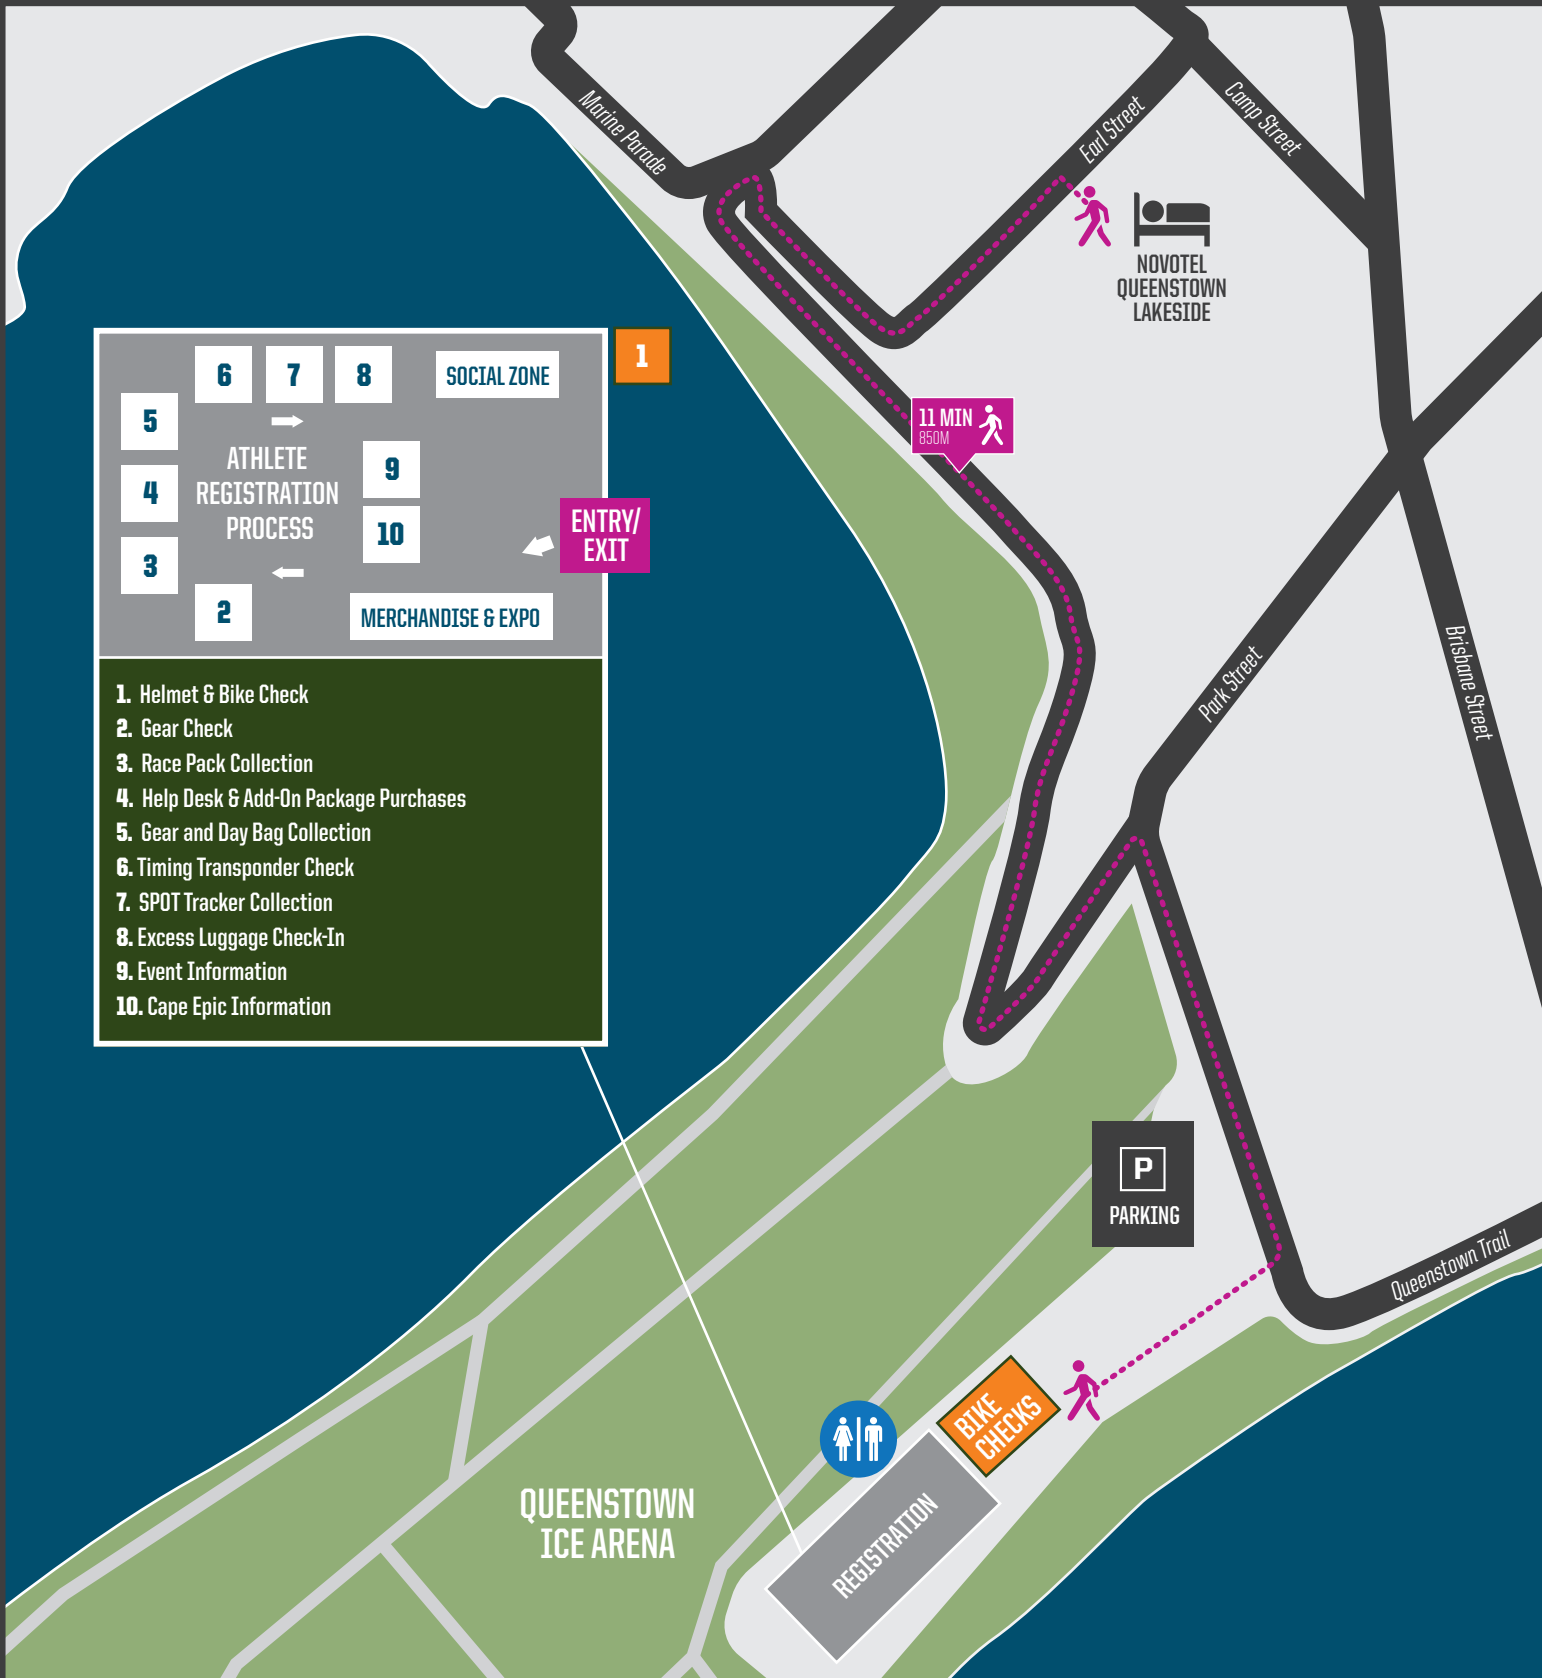 Marine Parade
Earl Street
Camp Street
NOVOTEL
QUEENSTOWN
LAKESIDE
11 MIN
850M
Park Street
Brisbane Street
1
6
7
8
SOCIAL ZONE
5
ATHLETE
REGISTRATION
PROCESS
9
4
10
ENTRY/
EXIT
3
2
MERCHANDISE & EXPO
1. Helmet & Bike Check
2. Gear Check
3. Race Pack Collection
4. Help Desk & Add-On Package Purchases
5. Gear and Day Bag Collection
6. Timing Transponder Check
7. SPOT Tracker Collection
8. Excess Luggage Check-In
9. Event Information
10. Cape Epic Information
P
PARKING
Queenstown Trail
BIKE
CHECKS
REGISTRATION
QUEENSTOWN
ICE ARENA